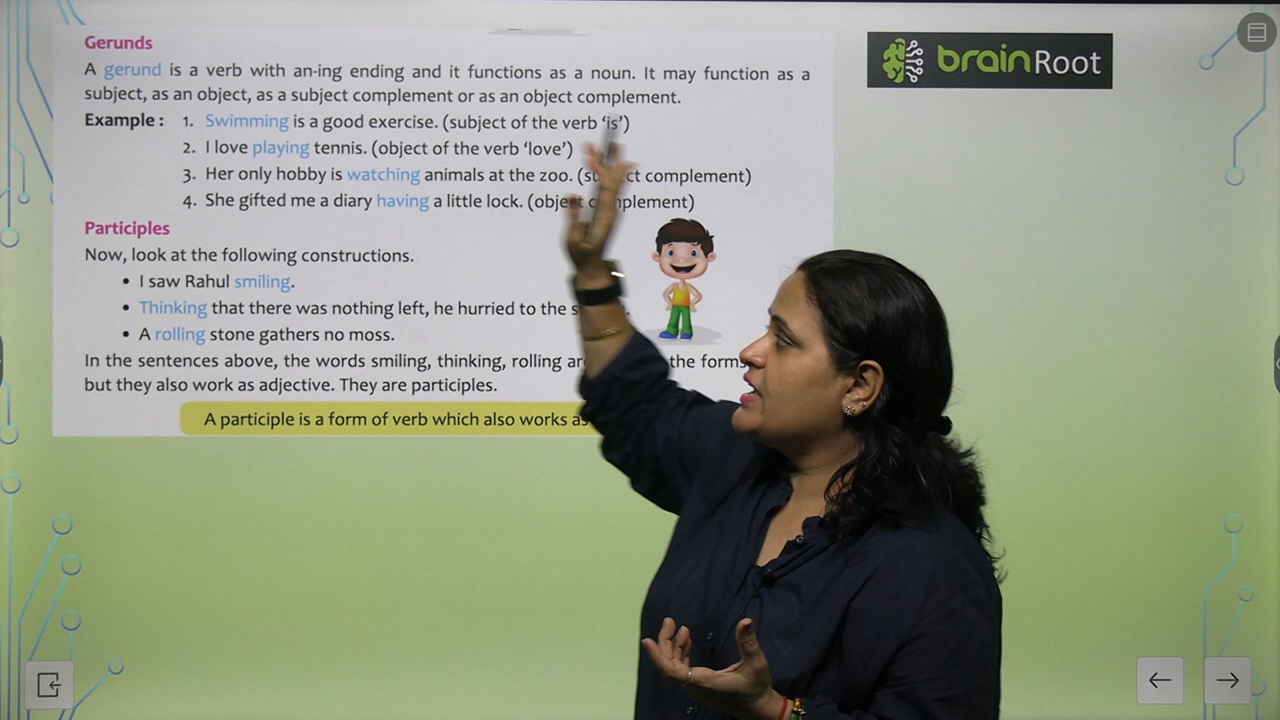 Gerunds
brainRoot
A gerund is a verb with an-ing ending and it functions as a noun. It may function as a
subject, as an object, as a subject complement or as an object complement.
Example : 1. Swimming is a good exercise. (subject of the verb ‘is’)
2. I love playing tennis. (object of the verb ‘love’)
3. Her only hobby is watching animals at the zoo. ( complement)
4. She gifted me a diary having a little lock. (object complement)
Participles
Now, look at the following constructions.
• I saw Rahul smiling.
• Thinking that there was nothing left, he hurried to the
• A rolling stone gathers no moss.
In the sentences above, the words smiling, thinking, rolling the forms
but they also work as adjective. They are participles.
A participle is a form of verb which also works as